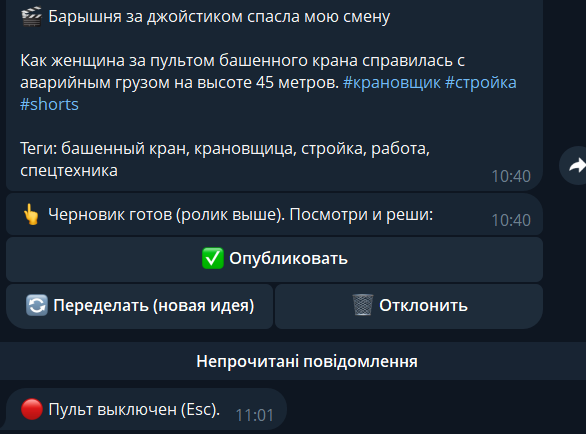 🎬 Барышня за джойстиком спасла мою смену
Как женщина за пультом башенного крана справилась с
аварийным грузом на высоте 45 метров. #крановщик #стройка
#shorts
Теги: башенный кран, крановщица, стройка, работа,
спецтехника
10:40
👆 Черновик готов (ролик выше). Посмотри и реши:
10:40
✅ Опубликовать
🔄 Переделать (новая идея)
🗑 Отклонить
Непрочитані повідомлення
🔴 Пульт выключен (Esc). 11:01